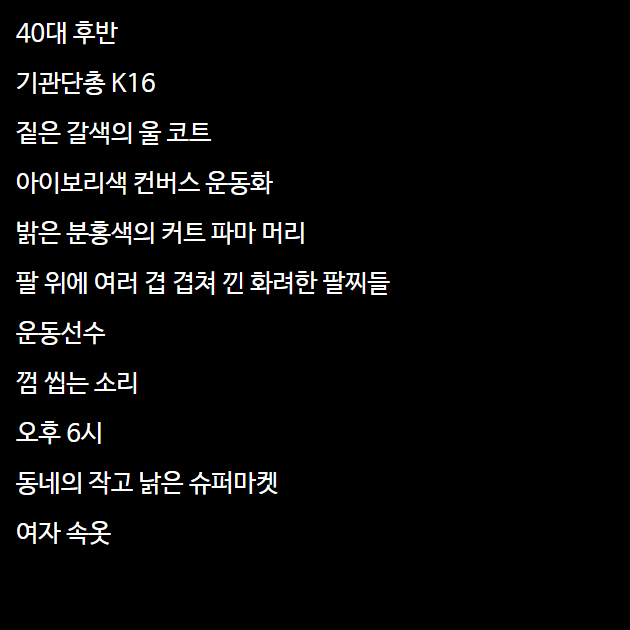 40대 후반
기관단총 K16
짙은 갈색의 울 코트
아이보리색 컨버스 운동화
밝은 분홍색의 커트 파마 머리
팔 위에 여러 겹 겹쳐 낀 화려한 팔찌들
운동선수
껌 씹는 소리
오후 6시
동네의 작고 낡은 슈퍼마켓
여자 속옷